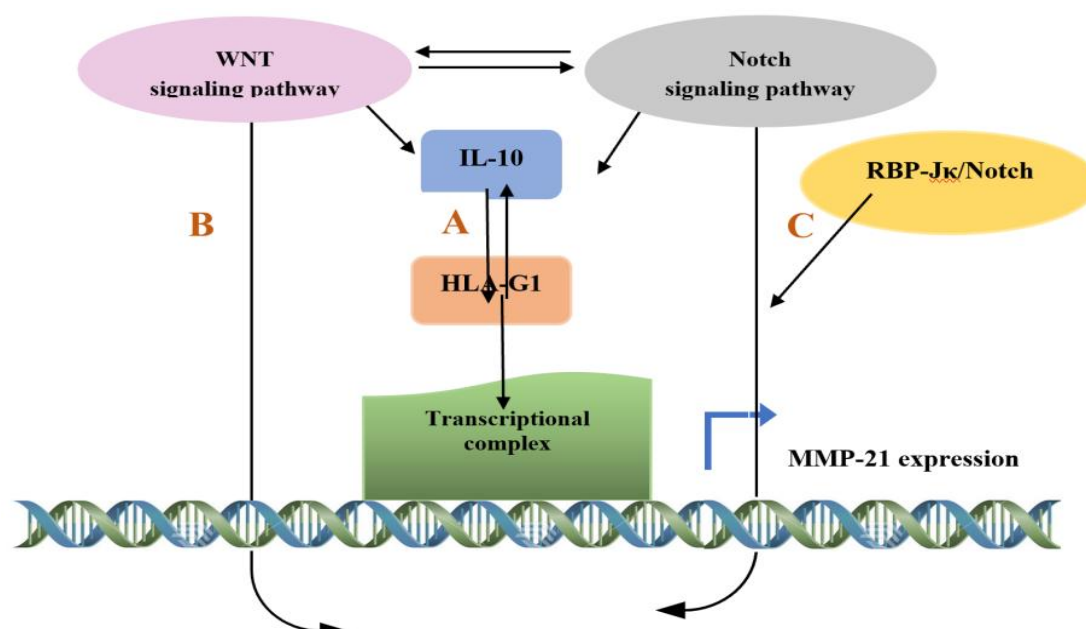 WNT
signaling pathway
Notch
signaling pathway
IL-10
RBP-Jκ/Notch
B
A
C
HLA-G1
Transcriptional
complex
MMP-21 expression